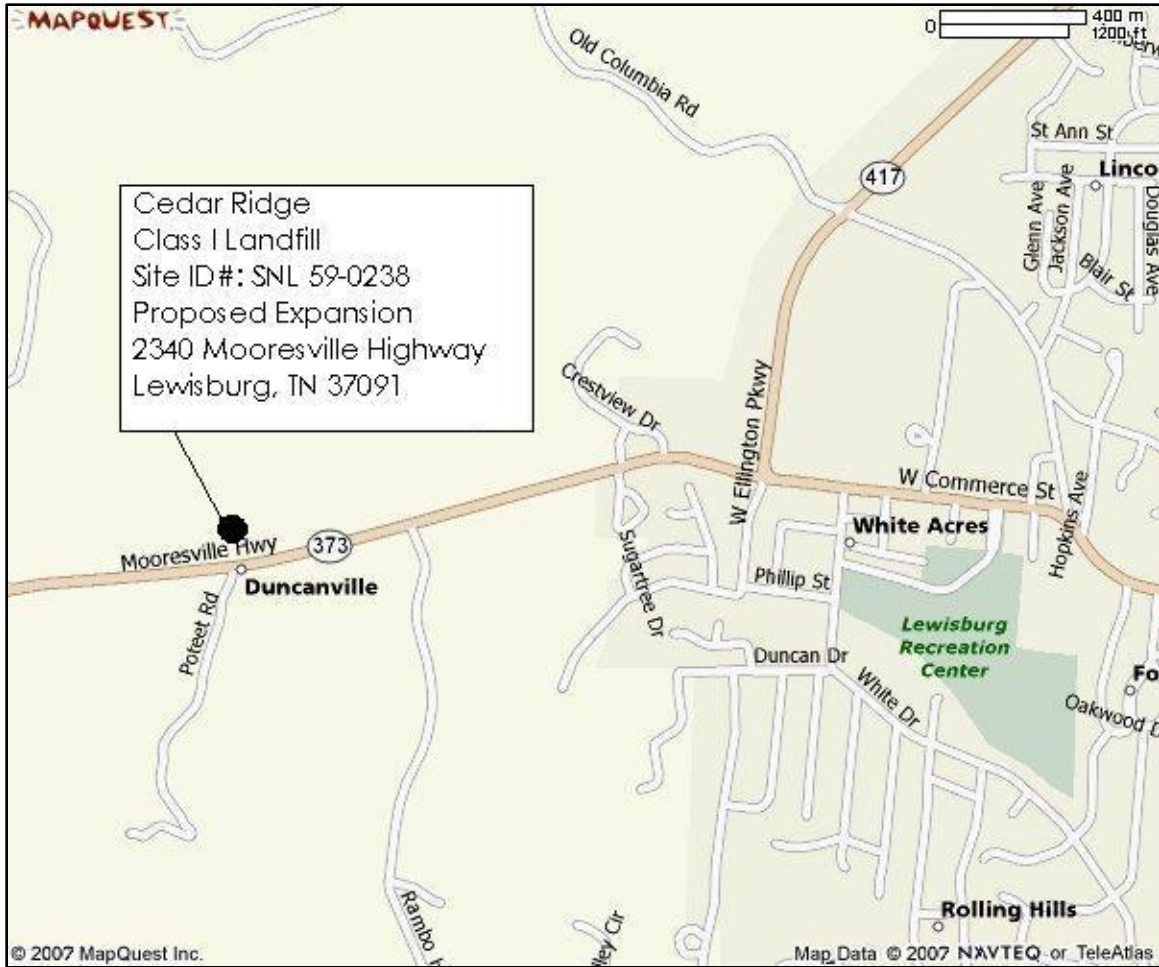 MAPQUEST
0
400 m
1200 ft
Old Columbia Rd
St Ann St
417
Glenn Ave
Jackson Ave
Douglas Ave
Blair St
Cedar Ridge
Class I Landfill
Site ID#: SNL 59-0238
Proposed Expansion
2340 Mooresville Highway
Lewisburg, TN 37091
Crestview Dr
W Ellington Pkwy
W Commerce St
Hopkins Ave
White Acres
Mooresville Hwy
373
Duncanville
Sugartree Dr
Phillip St
Poteet Rd
Lewisburg
Recreation
Center
Duncan Dr
White Dr
Oakwood D
Rambo
Rolling Hills
© 2007 MapQuest Inc.
Map Data © 2007 NAVTEQ or TeleAtlas